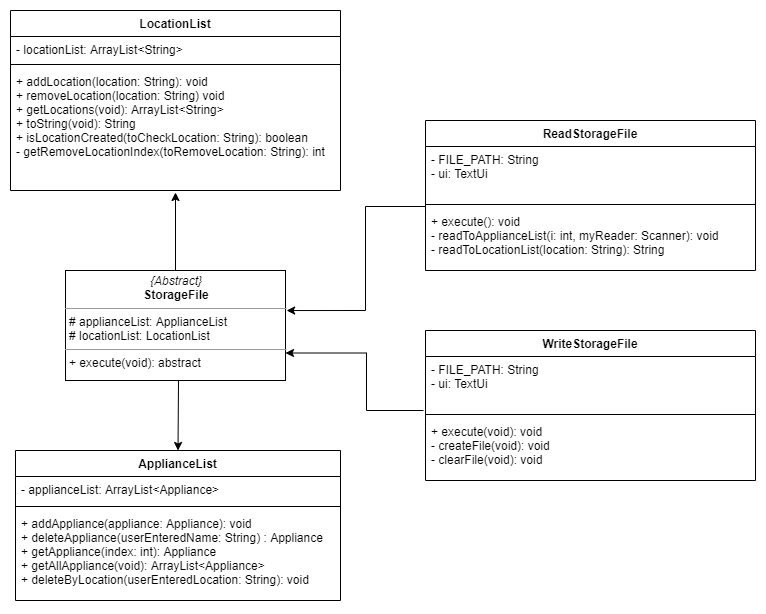 LocationList
- locationList: ArrayList<String>
+ addLocation(location: String): void
+ removeLocation(location: String) void
+ getLocations(void): ArrayList<String>
+ toString(void): String
+ isLocationCreated(toCheckLocation: String): boolean
- getRemoveLocationIndex(toRemoveLocation: String): int
{Abstract}
StorageFile
# applianceList: ApplianceList
# locationList: LocationList
+ execute(void): abstract
ApplianceList
- applianceList: ArrayList<Appliance>
+ addAppliance(appliance: Appliance): void
+ deleteAppliance(userEnteredName: String) : Appliance
+ getAppliance(index: int): Appliance
+ getAllAppliance(void): ArrayList<Appliance>
+ deleteByLocation(userEnteredLocation: String): void
ReadStorageFile
- FILE_PATH: String
- ui: TextUi
+ execute(): void
- readToApplianceList(i: int, myReader: Scanner): void
- readToLocationList(location: String): String
WriteStorageFile
- FILE_PATH: String
- ui: TextUi
+ execute(void): void
- createFile(void): void
- clearFile(void): void